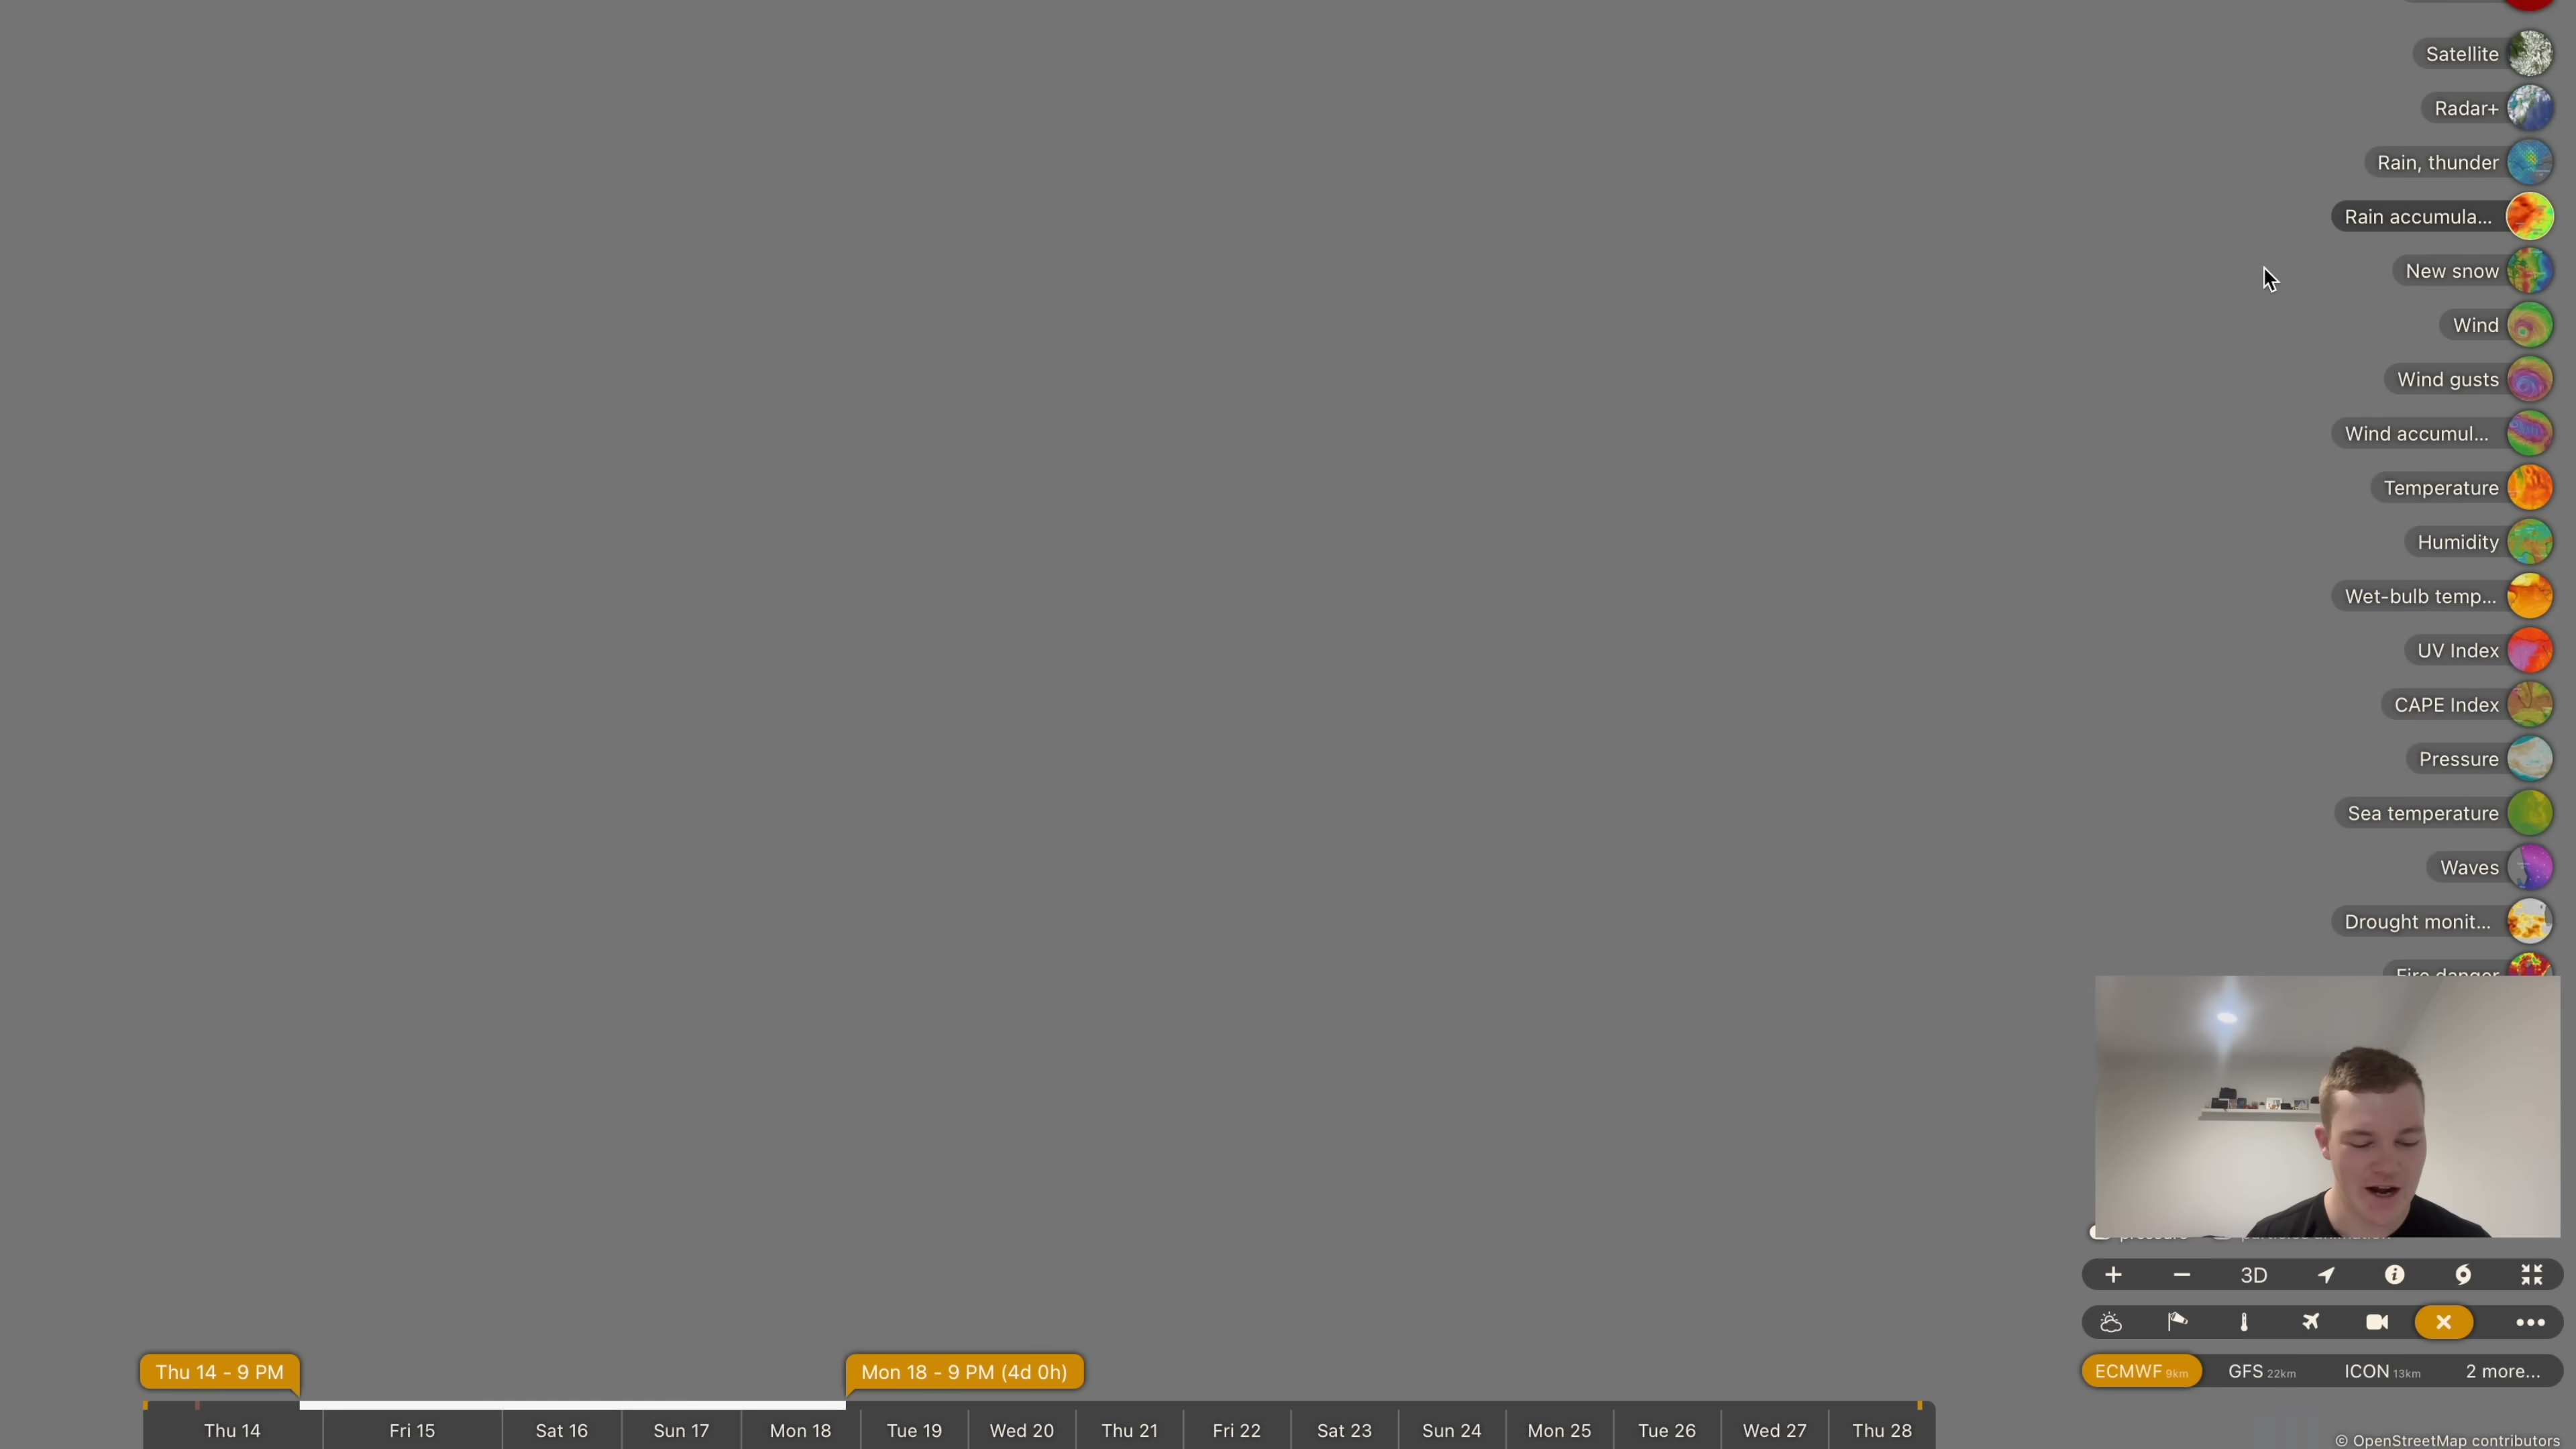 Satellite
Radar+
Rain, thunder
Rain accumula...
New snow
Wind
Wind gusts
Wind accumul...
Temperature
Humidity
Wet-bulb temp...
UV Index
CAPE Index
Pressure
Sea temperature
Waves
Drought monit...
Fire danger
3D
ECMWF 9km GFS 22km ICON 13km 2 more...
Thu 14 - 9 PM Mon 18 - 9 PM (4d 0h)
Thu 14 Fri 15 Sat 16 Sun 17 Mon 18 Tue 19 Wed 20 Thu 21 Fri 22 Sat 23 Sun 24 Mon 25 Tue 26 Wed 27 Thu 28
© OpenStreetMap contributors